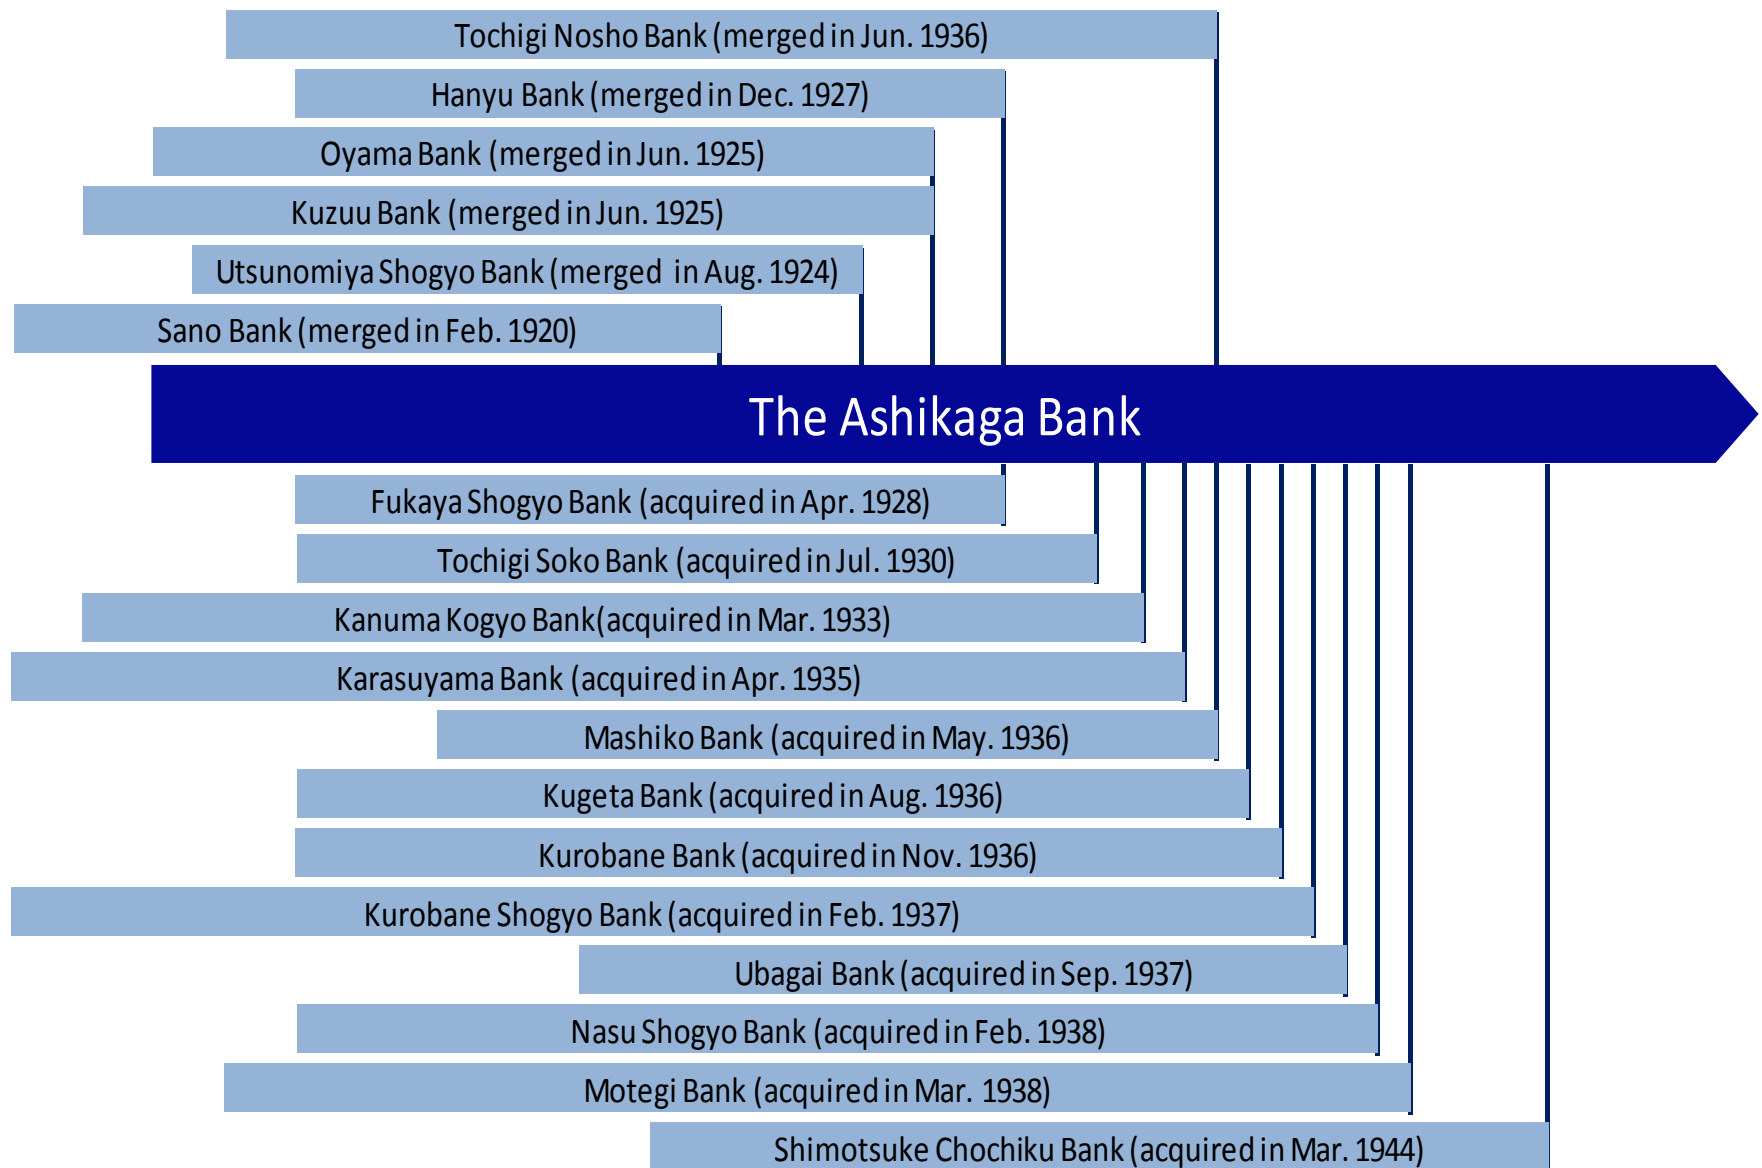 Tochigi Nosho Bank (merged in Jun. 1936)
Hanyu Bank (merged in Dec. 1927)
Oyama Bank (merged in Jun. 1925)
Kuzuu Bank (merged in Jun. 1925)
Utsunomiya Shogyo Bank (merged in Aug. 1924)
Sano Bank (merged in Feb. 1920)
The Ashikaga Bank
Fukaya Shogyo Bank (acquired in Apr. 1928)
Tochigi Soko Bank (acquired in Jul. 1930)
Kanuma Kogyo Bank(acquired in Mar. 1933)
Karasuyama Bank (acquired in Apr. 1935)
Mashiko Bank (acquired in May. 1936)
Kugeta Bank (acquired in Aug. 1936)
Kurobane Bank (acquired in Nov. 1936)
Kurobane Shogyo Bank (acquired in Feb. 1937)
Ubagai Bank (acquired in Sep. 1937)
Nasu Shogyo Bank (acquired in Feb. 1938)
Motegi Bank (acquired in Mar. 1938)
Shimotsuke Chochiku Bank (acquired in Mar. 1944)